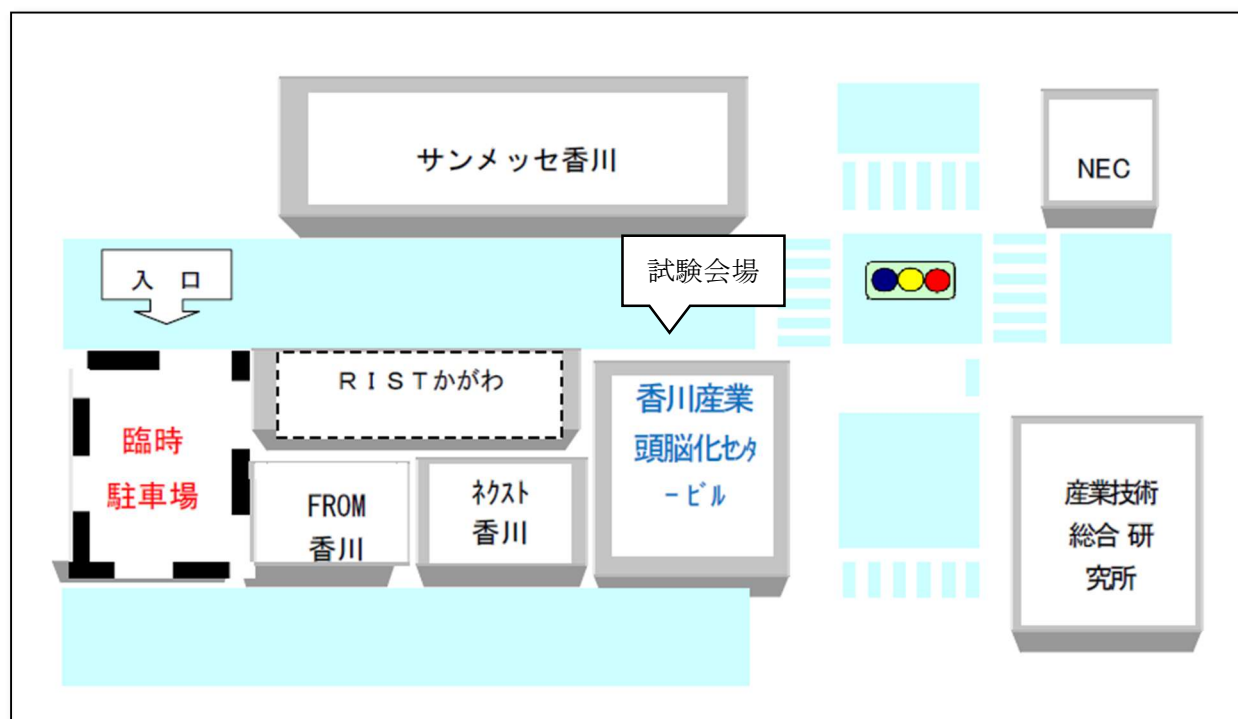 サンメッセ香川
NEC
入 口
試験会場
RISTかがわ
香川産業
頭脳化センタ
ービル
臨時
駐車場
FROM
香川
ネクスト
香川
産業技術
総合 研
究所